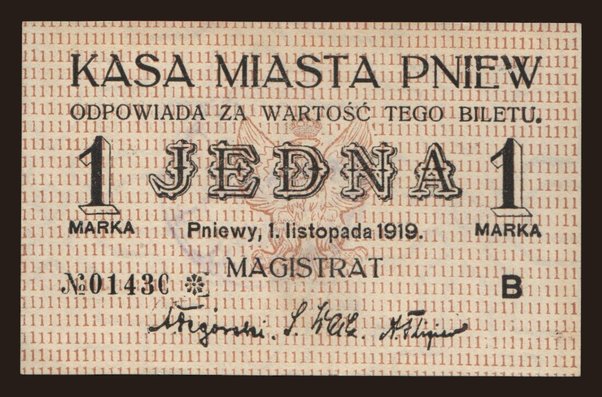 KASA MIASTA PNIEW
ODPOWIADA ZA WARTOŚĆ TEGO BILETU.
1 JEDNA 1
MARKA MARKA
Pniewy, 1. listopada 1919.
MAGISTRAT
№ 01430 B